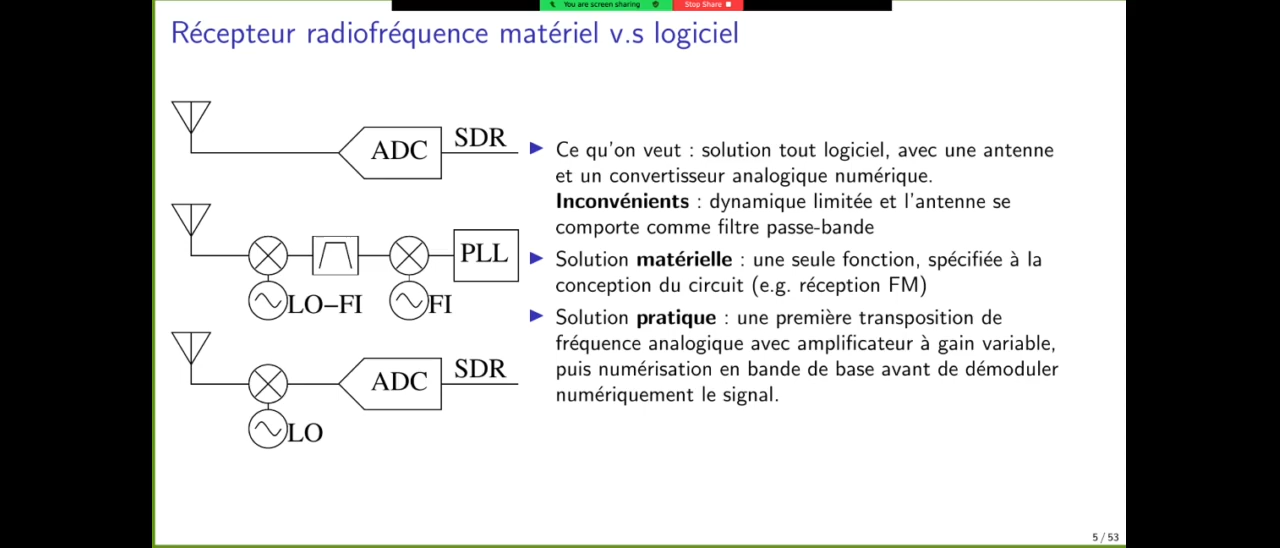 You are screen sharing
Stop Share
Récepteur radiofréquence matériel v.s logiciel
ADC
SDR
Ce qu'on veut : solution tout logiciel, avec une antenne
et un convertisseur analogique numérique.
Inconvénients : dynamique limitée et l'antenne se
comporte comme filtre passe-bande
LO–FI
FI
PLL
Solution matérielle : une seule fonction, spécifiée à la
conception du circuit (e.g. réception FM)
ADC
SDR
LO
Solution pratique : une première transposition de
fréquence analogique avec amplificateur à gain variable,
puis numérisation en bande de base avant de démoduler
numériquement le signal.
5 / 53